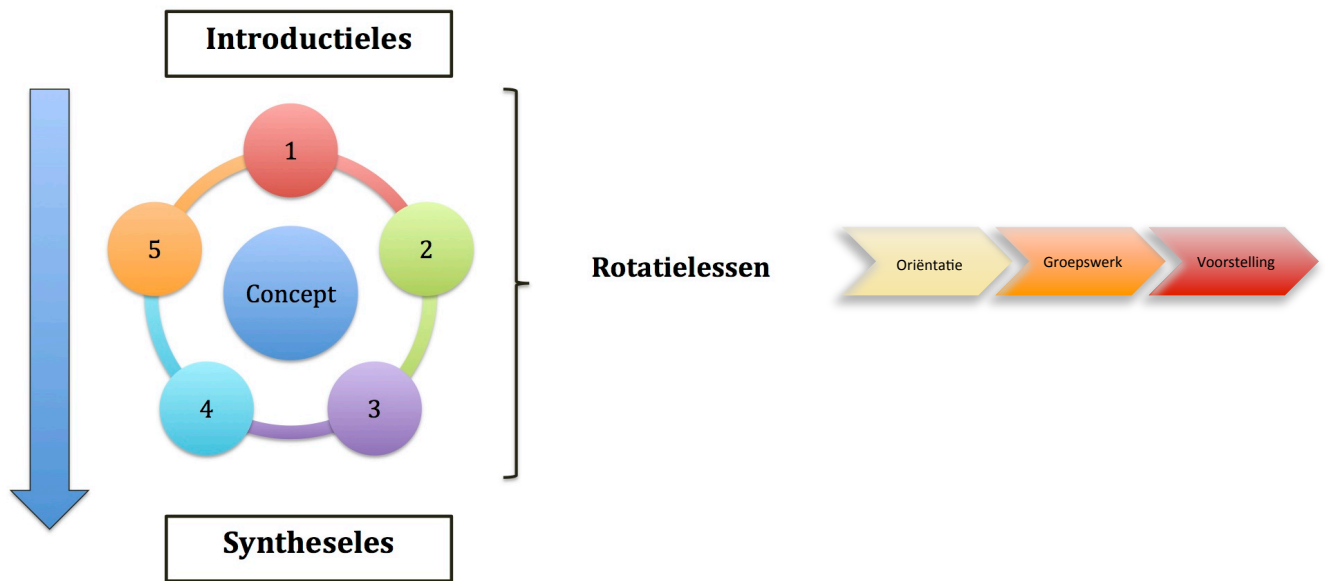 Introductieles
1
2
3
4
5
Concept
Rotatielessen
Oriëntatie
Groepswerk
Voorstelling
Syntheseles